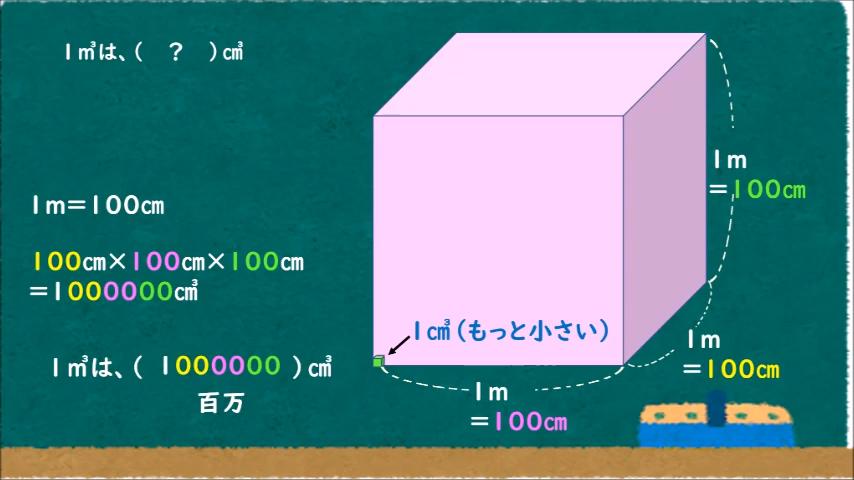 1㎥は、(　?　)㎤
1m=100㎝
100㎝×100㎝×100㎝
=1000000㎤
1㎥は、( 1000000 )㎤
百万
1㎤(もっと小さい)
1m
=100㎝
1m
=100㎝
1m
=100㎝